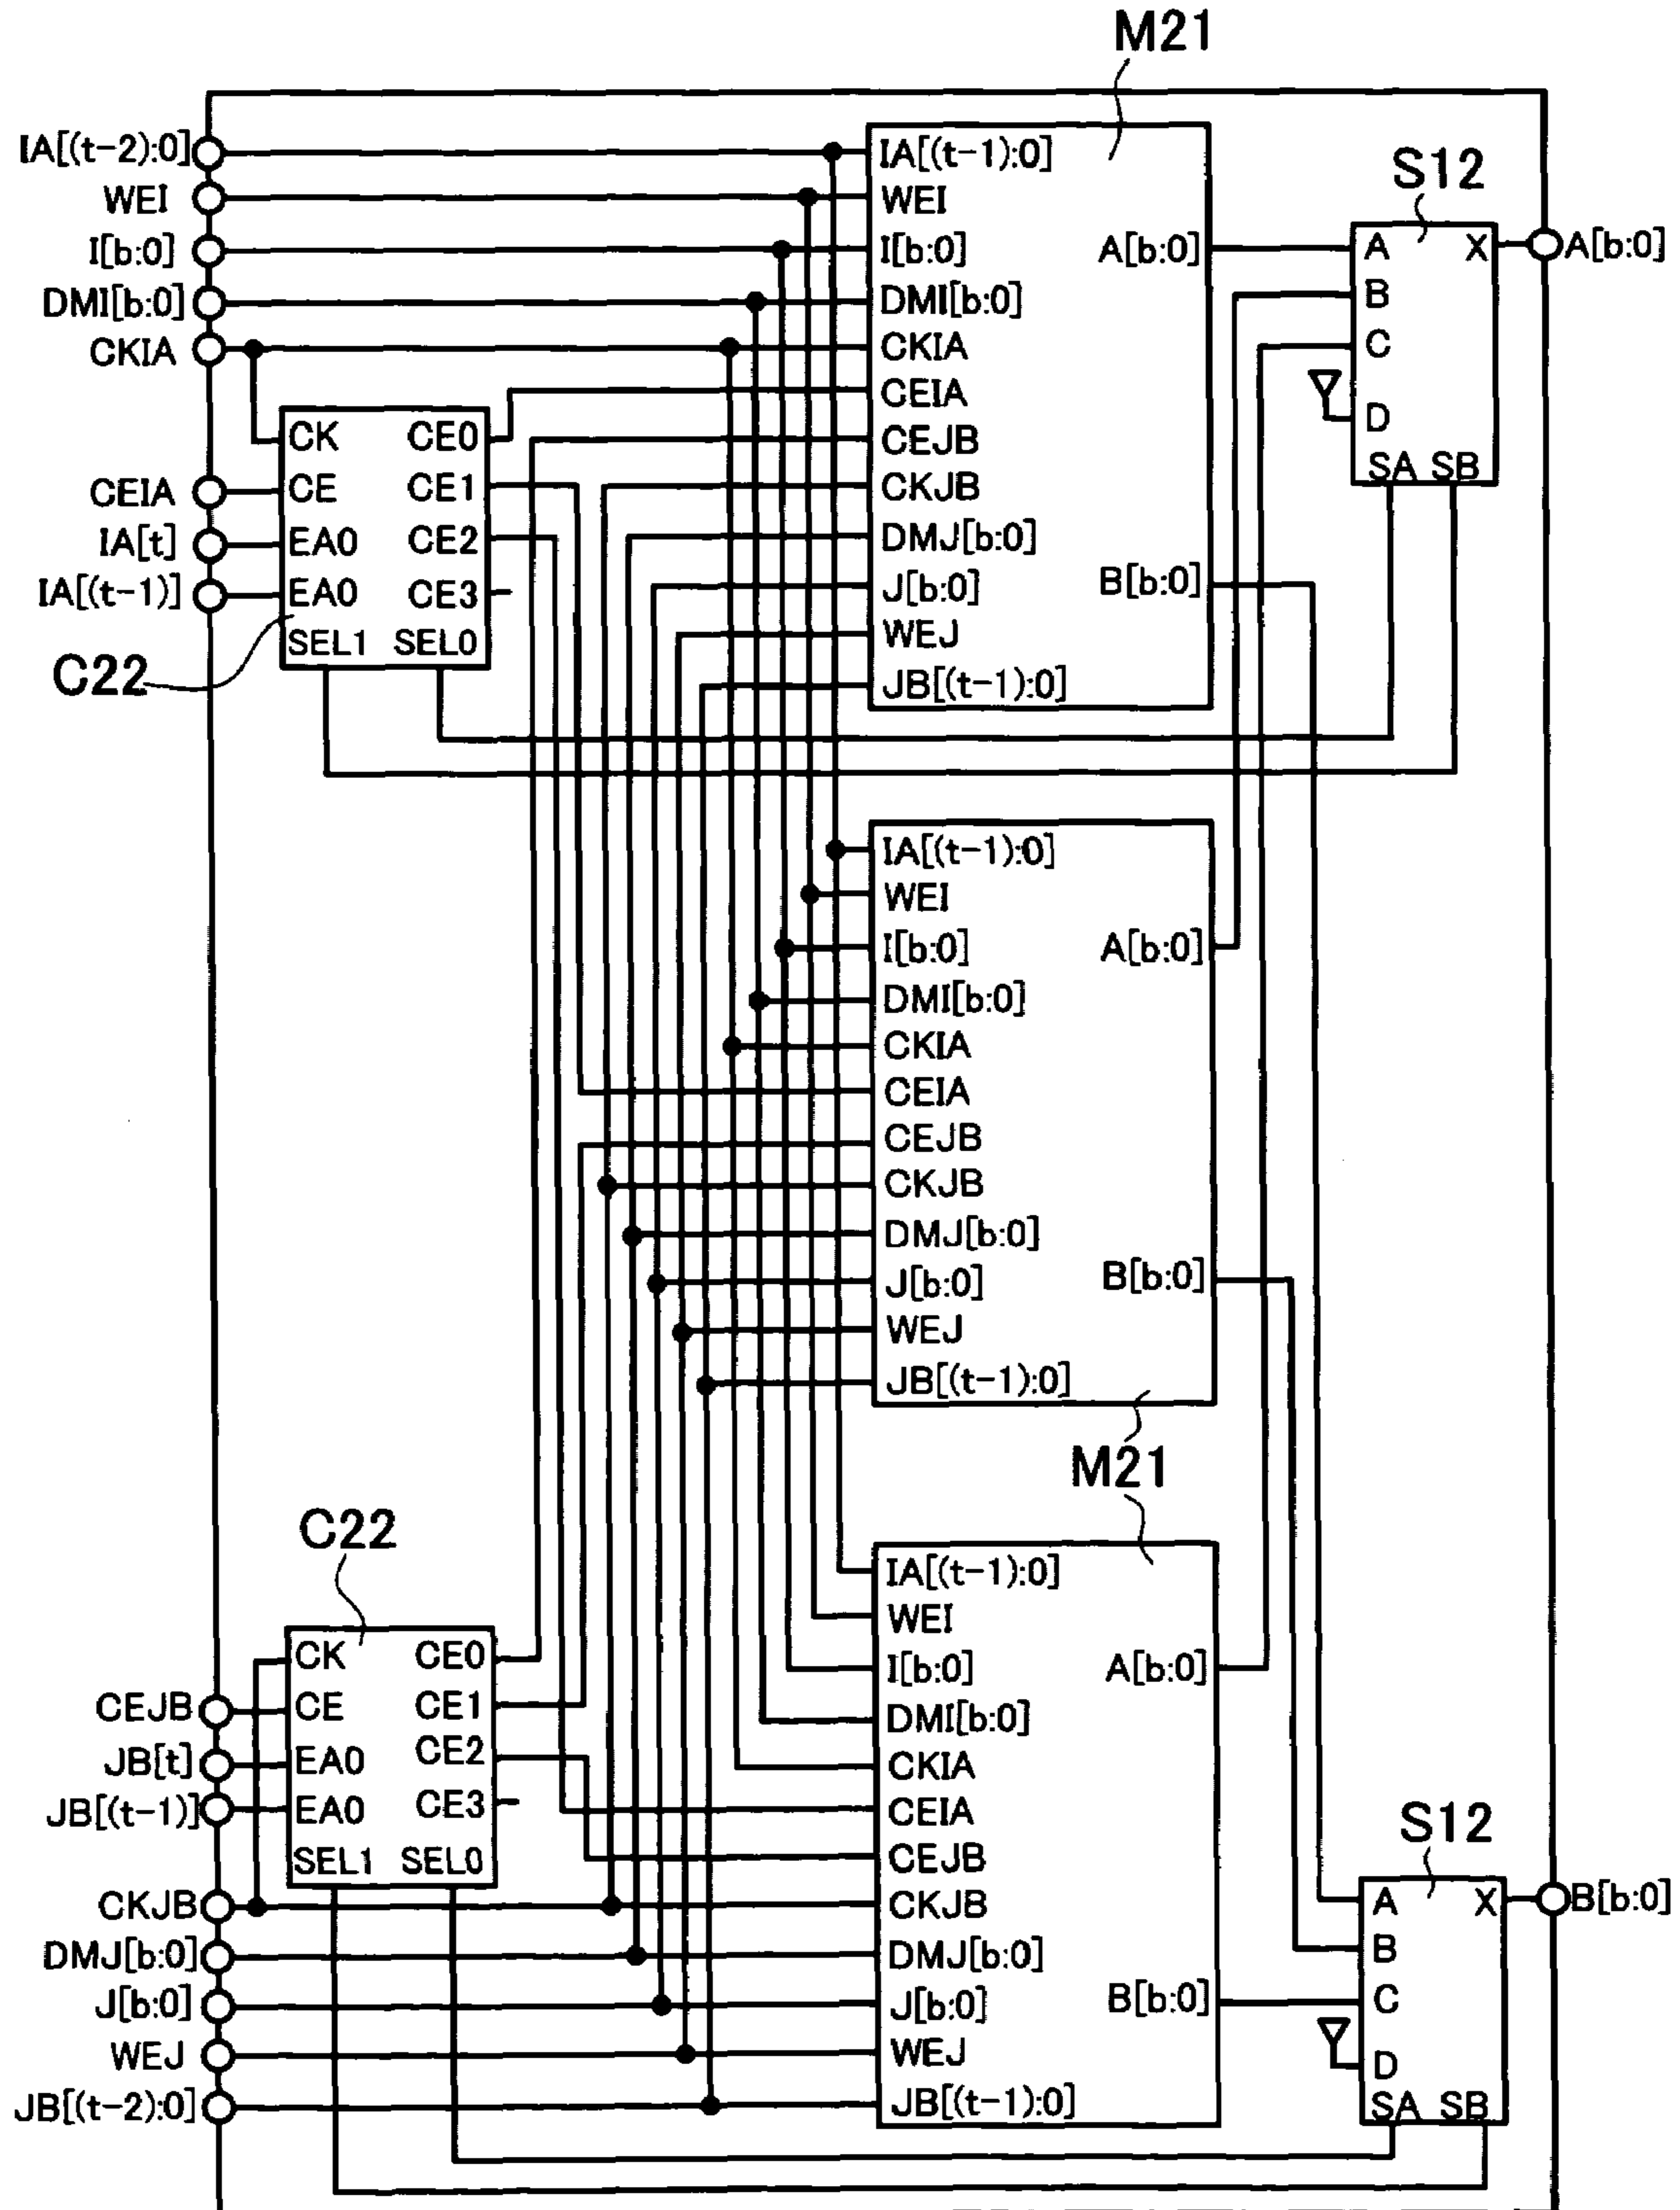 M21
IA[(t-2):0]
WEI
I[b:0]
DMI[b:0]
CKIA
CEIA
IA[t]
IA[(t-1)]
CK CE0
CE CE1
EA0 CE2
EA0 CE3
SEL1 SEL0
C22
IA[(t-1):0]
WEI
I[b:0] A[b:0]
DMI[b:0]
CKIA
CEIA
CEJB
CKJB
DMJ[b:0]
J[b:0] B[b:0]
WEJ
JB[(t-1):0]
S12
A X
B
C
D
SA SB
A[b:0]
IA[(t-1):0]
WEI
I[b:0] A[b:0]
DMI[b:0]
CKIA
CEIA
CEJB
CKJB
DMJ[b:0]
J[b:0] B[b:0]
WEJ
JB[(t-1):0]
M21
C22
CK CE0
CE CE1
EA0 CE2
EA0 CE3
SEL1 SEL0
CEJB
JB[t]
JB[(t-1)]
CKJB
DMJ[b:0]
J[b:0]
WEJ
JB[(t-2):0]
IA[(t-1):0]
WEI
I[b:0] A[b:0]
DMI[b:0]
CKIA
CEIA
CEJB
CKJB
DMJ[b:0]
J[b:0] B[b:0]
WEJ
JB[(t-1):0]
S12
A X
B
C
D
SA SB
B[b:0]